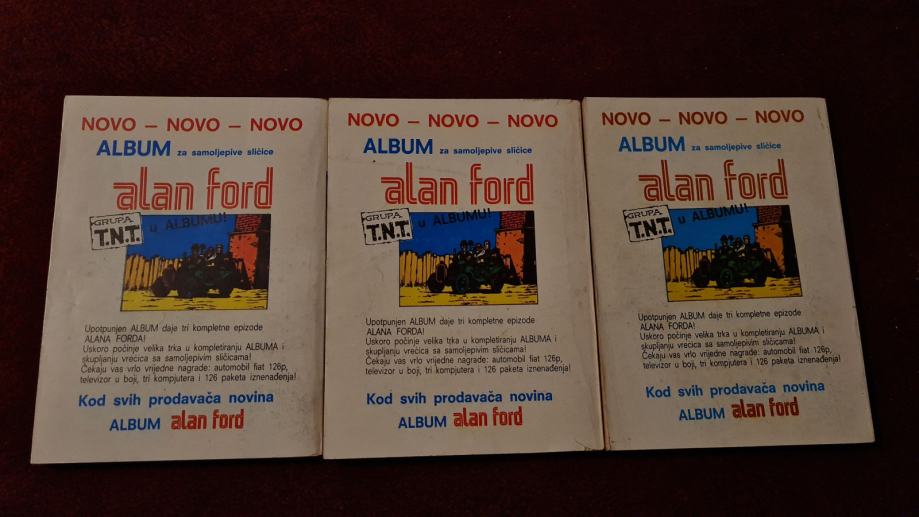 NOVO – NOVO – NOVO
ALBUM za samoljepive sličice
alan ford
GRUPA
T.N.T. u ALBUMU!
Upotpunjen ALBUM daje tri kompletne epizode
ALANA FORDA!
Uskoro počinje velika trka u kompletiranju ALBUMA i
skupljanju vrećica sa samoljepivim sličicama!
Čekaju vas vrlo vrijedne nagrade: automobil fiat 126p,
televizor u boji, tri kompjutera i 126 paketa iznenađenja!
Kod svih prodavača novina
ALBUM alan ford
NOVO – NOVO – NOVO
ALBUM za samoljepive sličice
alan ford
GRUPA
T.N.T. u ALBUMU!
Upotpunjen ALBUM daje tri kompletne epizode
ALANA FORDA!
Uskoro počinje velika trka u kompletiranju ALBUMA i
skupljanju vrećica sa samoljepivim sličicama!
Čekaju vas vrlo vrijedne nagrade: automobil fiat 126p,
televizor u boji, tri kompjutera i 126 paketa iznenađenja!
Kod svih prodavača novina
ALBUM alan ford
NOVO – NOVO – NOVO
ALBUM za samoljepive sličice
alan ford
GRUPA
T.N.T. u ALBUMU!
Upotpunjen ALBUM daje tri kompletne epizode
ALANA FORDA!
Uskoro počinje velika trka u kompletiranju ALBUMA i
skupljanju vrećica sa samoljepivim sličicama!
Čekaju vas vrlo vrijedne nagrade: automobil fiat 126p,
televizor u boji, tri kompjutera i 126 paketa iznenađenja!
Kod svih prodavača novina
ALBUM alan ford